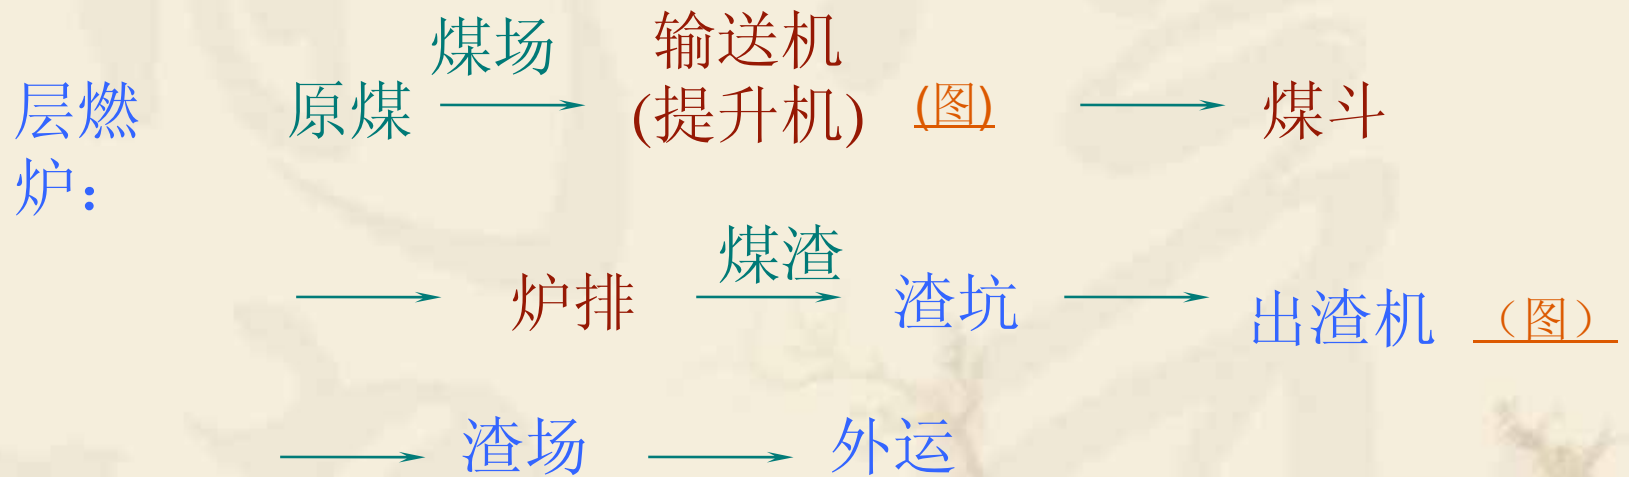 层燃炉：
原煤 煤场 输送机(提升机) (图) 煤斗
炉排 煤渣 渣坑 出渣机 （图）
渣场 外运